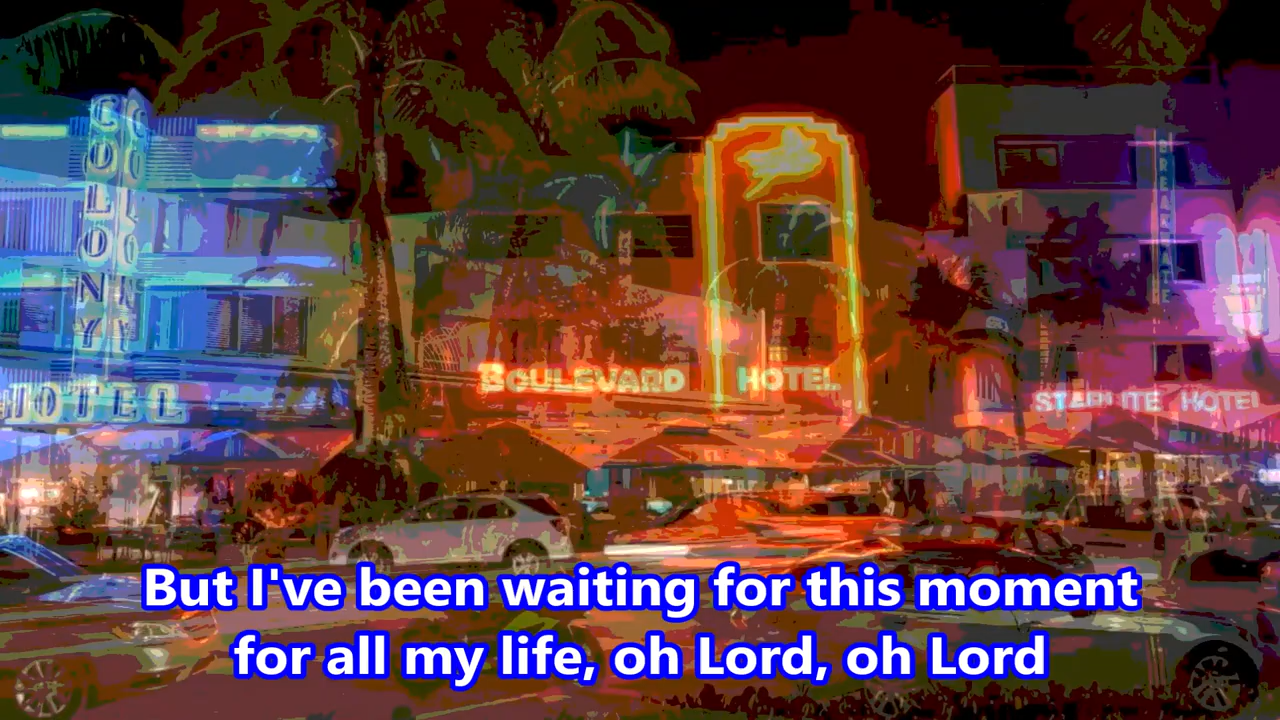 COLONY
HOTEL
BOULEVARD HOTEL
STARLITE HOTEL
But I've been waiting for this moment
for all my life, oh Lord, oh Lord